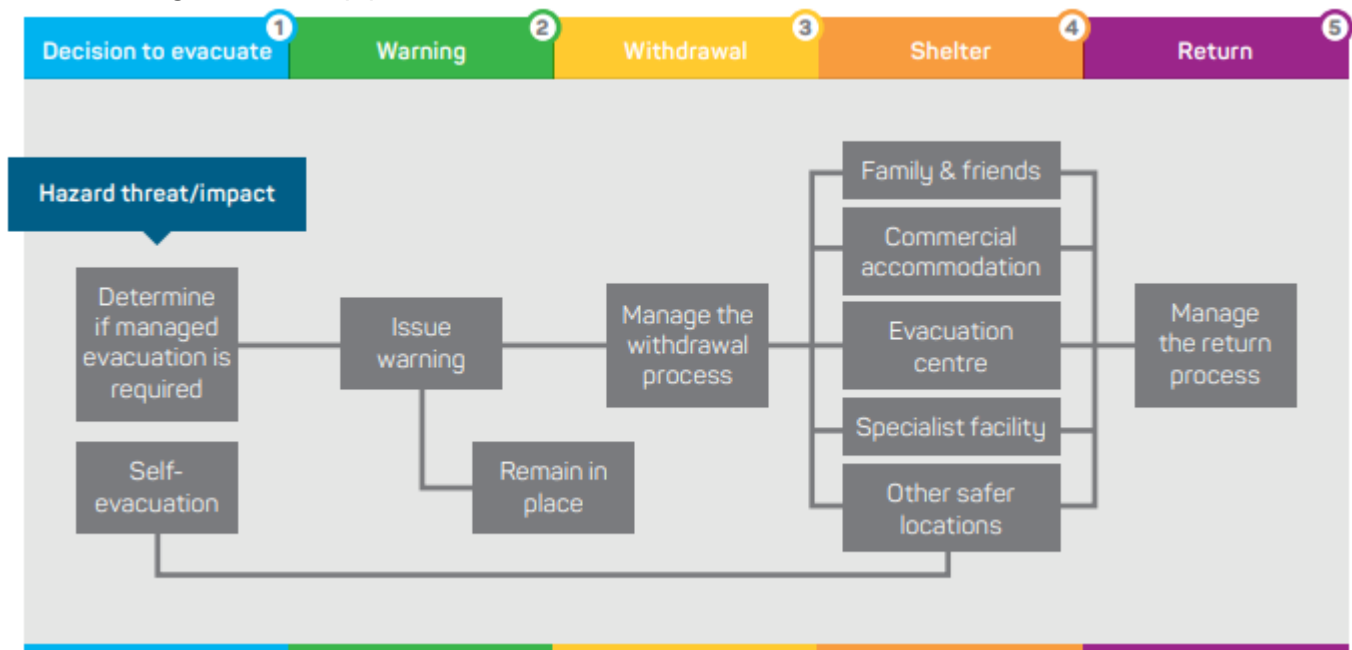 1
2
3
4
5
Decision to evacuate
Warning
Withdrawal
Shelter
Return
Hazard threat/impact
Determine
if managed
evacuation is
required
Self-
evacuation
Issue
warning
Remain in
place
Manage the
withdrawal
process
Family & friends
Commercial
accommodation
Evacuation
centre
Specialist facility
Other safer
locations
Manage
the return
process